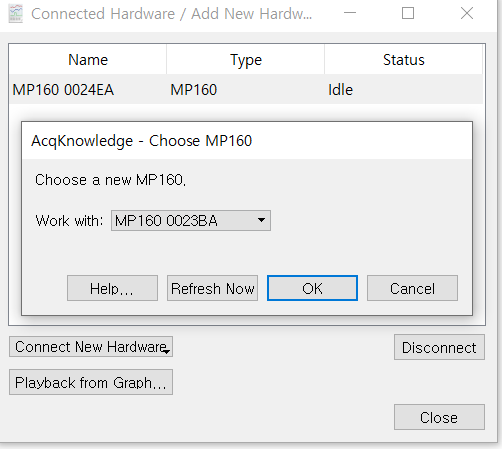 Connected Hardware / Add New Hardw...
Name Type Status
MP160 0024EA MP160 Idle
AcqKnowledge - Choose MP160
Choose a new MP160.
Work with: MP160 0023BA
Help... Refresh Now OK Cancel
Connect New Hardware Disconnect
Playback from Graph...
Close